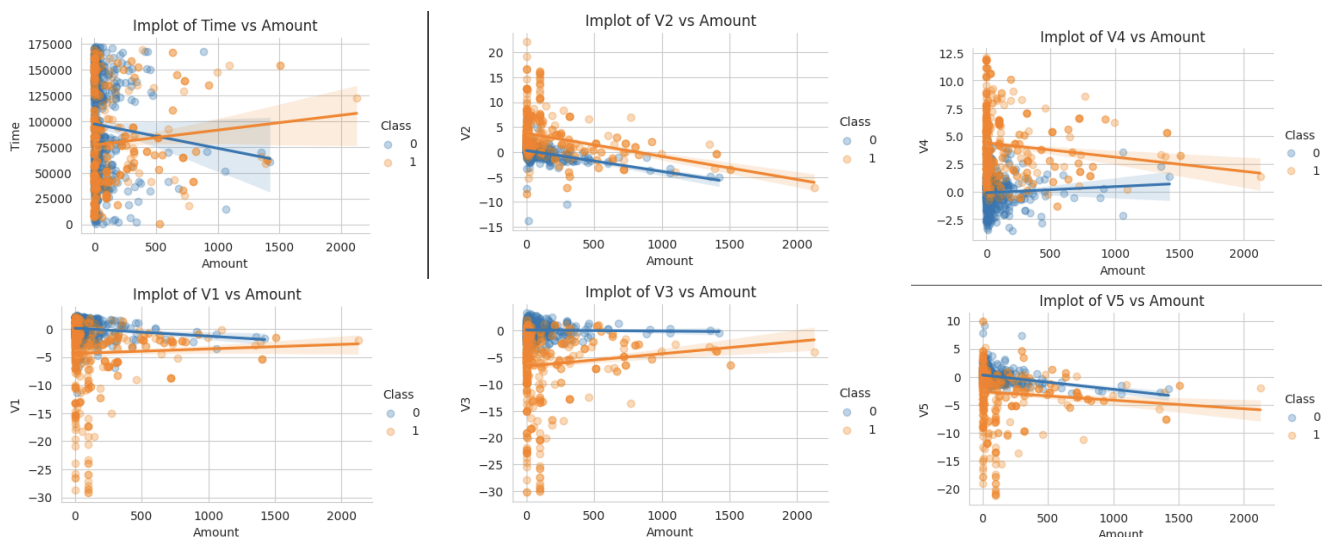 lmplot of Time vs Amount
175000
150000
125000
100000
75000
50000
25000
0
Time
0 500 1000 1500 2000
Amount
Class
0
1
lmplot of V2 vs Amount
20
15
10
5
0
−5
−10
−15
V2
0 500 1000 1500 2000
Amount
Class
0
1
lmplot of V4 vs Amount
12.5
10.0
7.5
5.0
2.5
0.0
−2.5
V4
0 500 1000 1500 2000
Amount
Class
0
1
lmplot of V1 vs Amount
0
−5
−10
−15
−20
−25
−30
V1
0 500 1000 1500 2000
Amount
Class
0
1
lmplot of V3 vs Amount
5
0
−5
−10
−15
−20
−25
−30
V3
0 500 1000 1500 2000
Amount
Class
0
1
lmplot of V5 vs Amount
10
5
0
−5
−10
−15
−20
V5
0 500 1000 1500 2000
Amount
Class
0
1